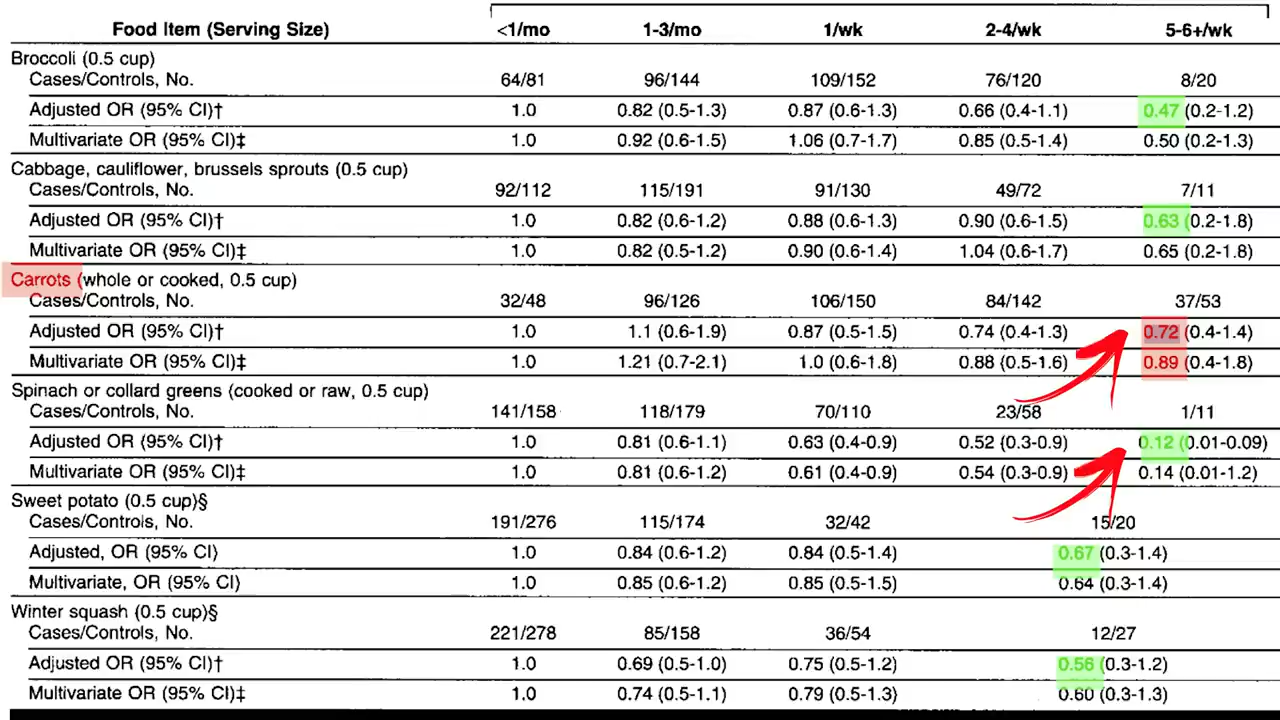 Food Item (Serving Size) <1/mo 1-3/mo 1/wk 2-4/wk 5-6+/wk
Broccoli (0.5 cup)
Cases/Controls, No. 64/81 96/144 109/152 76/120 8/20
Adjusted OR (95% CI)† 1.0 0.82 (0.5-1.3) 0.87 (0.6-1.3) 0.66 (0.4-1.1) 0.47 (0.2-1.2)
Multivariate OR (95% CI)‡ 1.0 0.92 (0.6-1.5) 1.06 (0.7-1.7) 0.85 (0.5-1.4) 0.50 (0.2-1.3)
Cabbage, cauliflower, brussels sprouts (0.5 cup)
Cases/Controls, No. 92/112 115/191 91/130 49/72 7/11
Adjusted OR (95% CI)† 1.0 0.82 (0.6-1.2) 0.88 (0.6-1.3) 0.90 (0.6-1.5) 0.63 (0.2-1.8)
Multivariate OR (95% CI)‡ 1.0 0.82 (0.5-1.2) 0.90 (0.6-1.4) 1.04 (0.6-1.7) 0.65 (0.2-1.8)
Carrots (whole or cooked, 0.5 cup)
Cases/Controls, No. 32/48 96/126 106/150 84/142 37/53
Adjusted OR (95% CI)† 1.0 1.1 (0.6-1.9) 0.87 (0.5-1.5) 0.74 (0.4-1.3) 0.72 (0.4-1.4)
Multivariate OR (95% CI)‡ 1.0 1.21 (0.7-2.1) 1.0 (0.6-1.8) 0.88 (0.5-1.6) 0.89 (0.4-1.8)
Spinach or collard greens (cooked or raw, 0.5 cup)
Cases/Controls, No. 141/158 118/179 70/110 23/58 1/11
Adjusted OR (95% CI)† 1.0 0.81 (0.6-1.1) 0.63 (0.4-0.9) 0.52 (0.3-0.9) 0.12 (0.01-0.09)
Multivariate OR (95% CI)‡ 1.0 0.81 (0.6-1.2) 0.61 (0.4-0.9) 0.54 (0.3-0.9) 0.14 (0.01-1.2)
Sweet potato (0.5 cup)§
Cases/Controls, No. 191/276 115/174 32/42 15/20
Adjusted, OR (95% CI) 1.0 0.84 (0.6-1.2) 0.84 (0.5-1.4) 0.67 (0.3-1.4)
Multivariate, OR (95% CI) 1.0 0.85 (0.6-1.2) 0.85 (0.5-1.5) 0.64 (0.3-1.4)
Winter squash (0.5 cup)§
Cases/Controls, No. 221/278 85/158 36/54 12/27
Adjusted OR (95% CI)† 1.0 0.69 (0.5-1.0) 0.75 (0.5-1.2) 0.56 (0.3-1.2)
Multivariate OR (95% CI)‡ 1.0 0.74 (0.5-1.1) 0.79 (0.5-1.3) 0.60 (0.3-1.3)